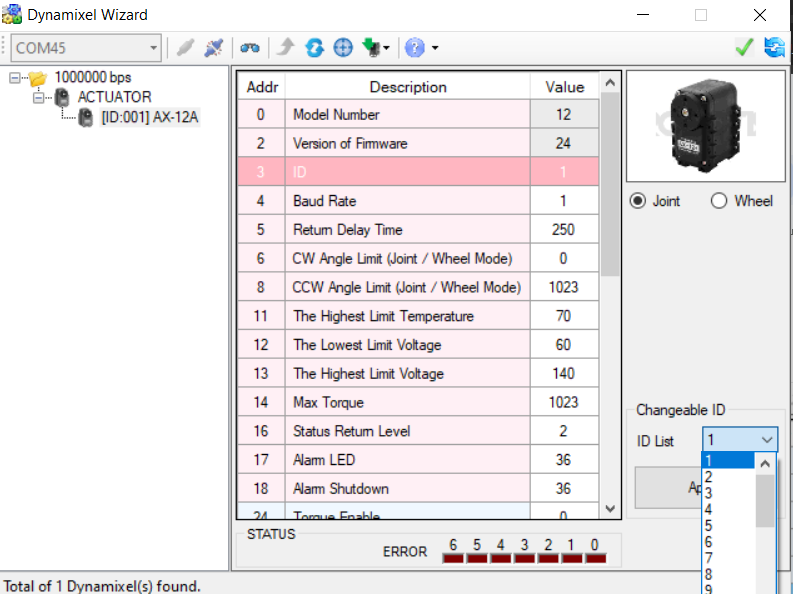 Dynamixel Wizard
COM45
1000000 bps
ACTUATOR
[ID:001] AX-12A
Addr Description Value
0 Model Number 12
2 Version of Firmware 24
3 ID 1
4 Baud Rate 1
5 Return Delay Time 250
6 CW Angle Limit (Joint / Wheel Mode) 0
8 CCW Angle Limit (Joint / Wheel Mode) 1023
11 The Highest Limit Temperature 70
12 The Lowest Limit Voltage 60
13 The Highest Limit Voltage 140
14 Max Torque 1023
16 Status Return Level 2
17 Alarm LED 36
18 Alarm Shutdown 36
24 Torque Enable 0
Joint Wheel
Changeable ID
ID List 1
1
2
3
4
5
6
7
8
9
Ap
STATUS
ERROR 6 5 4 3 2 1 0
Total of 1 Dynamixel(s) found.